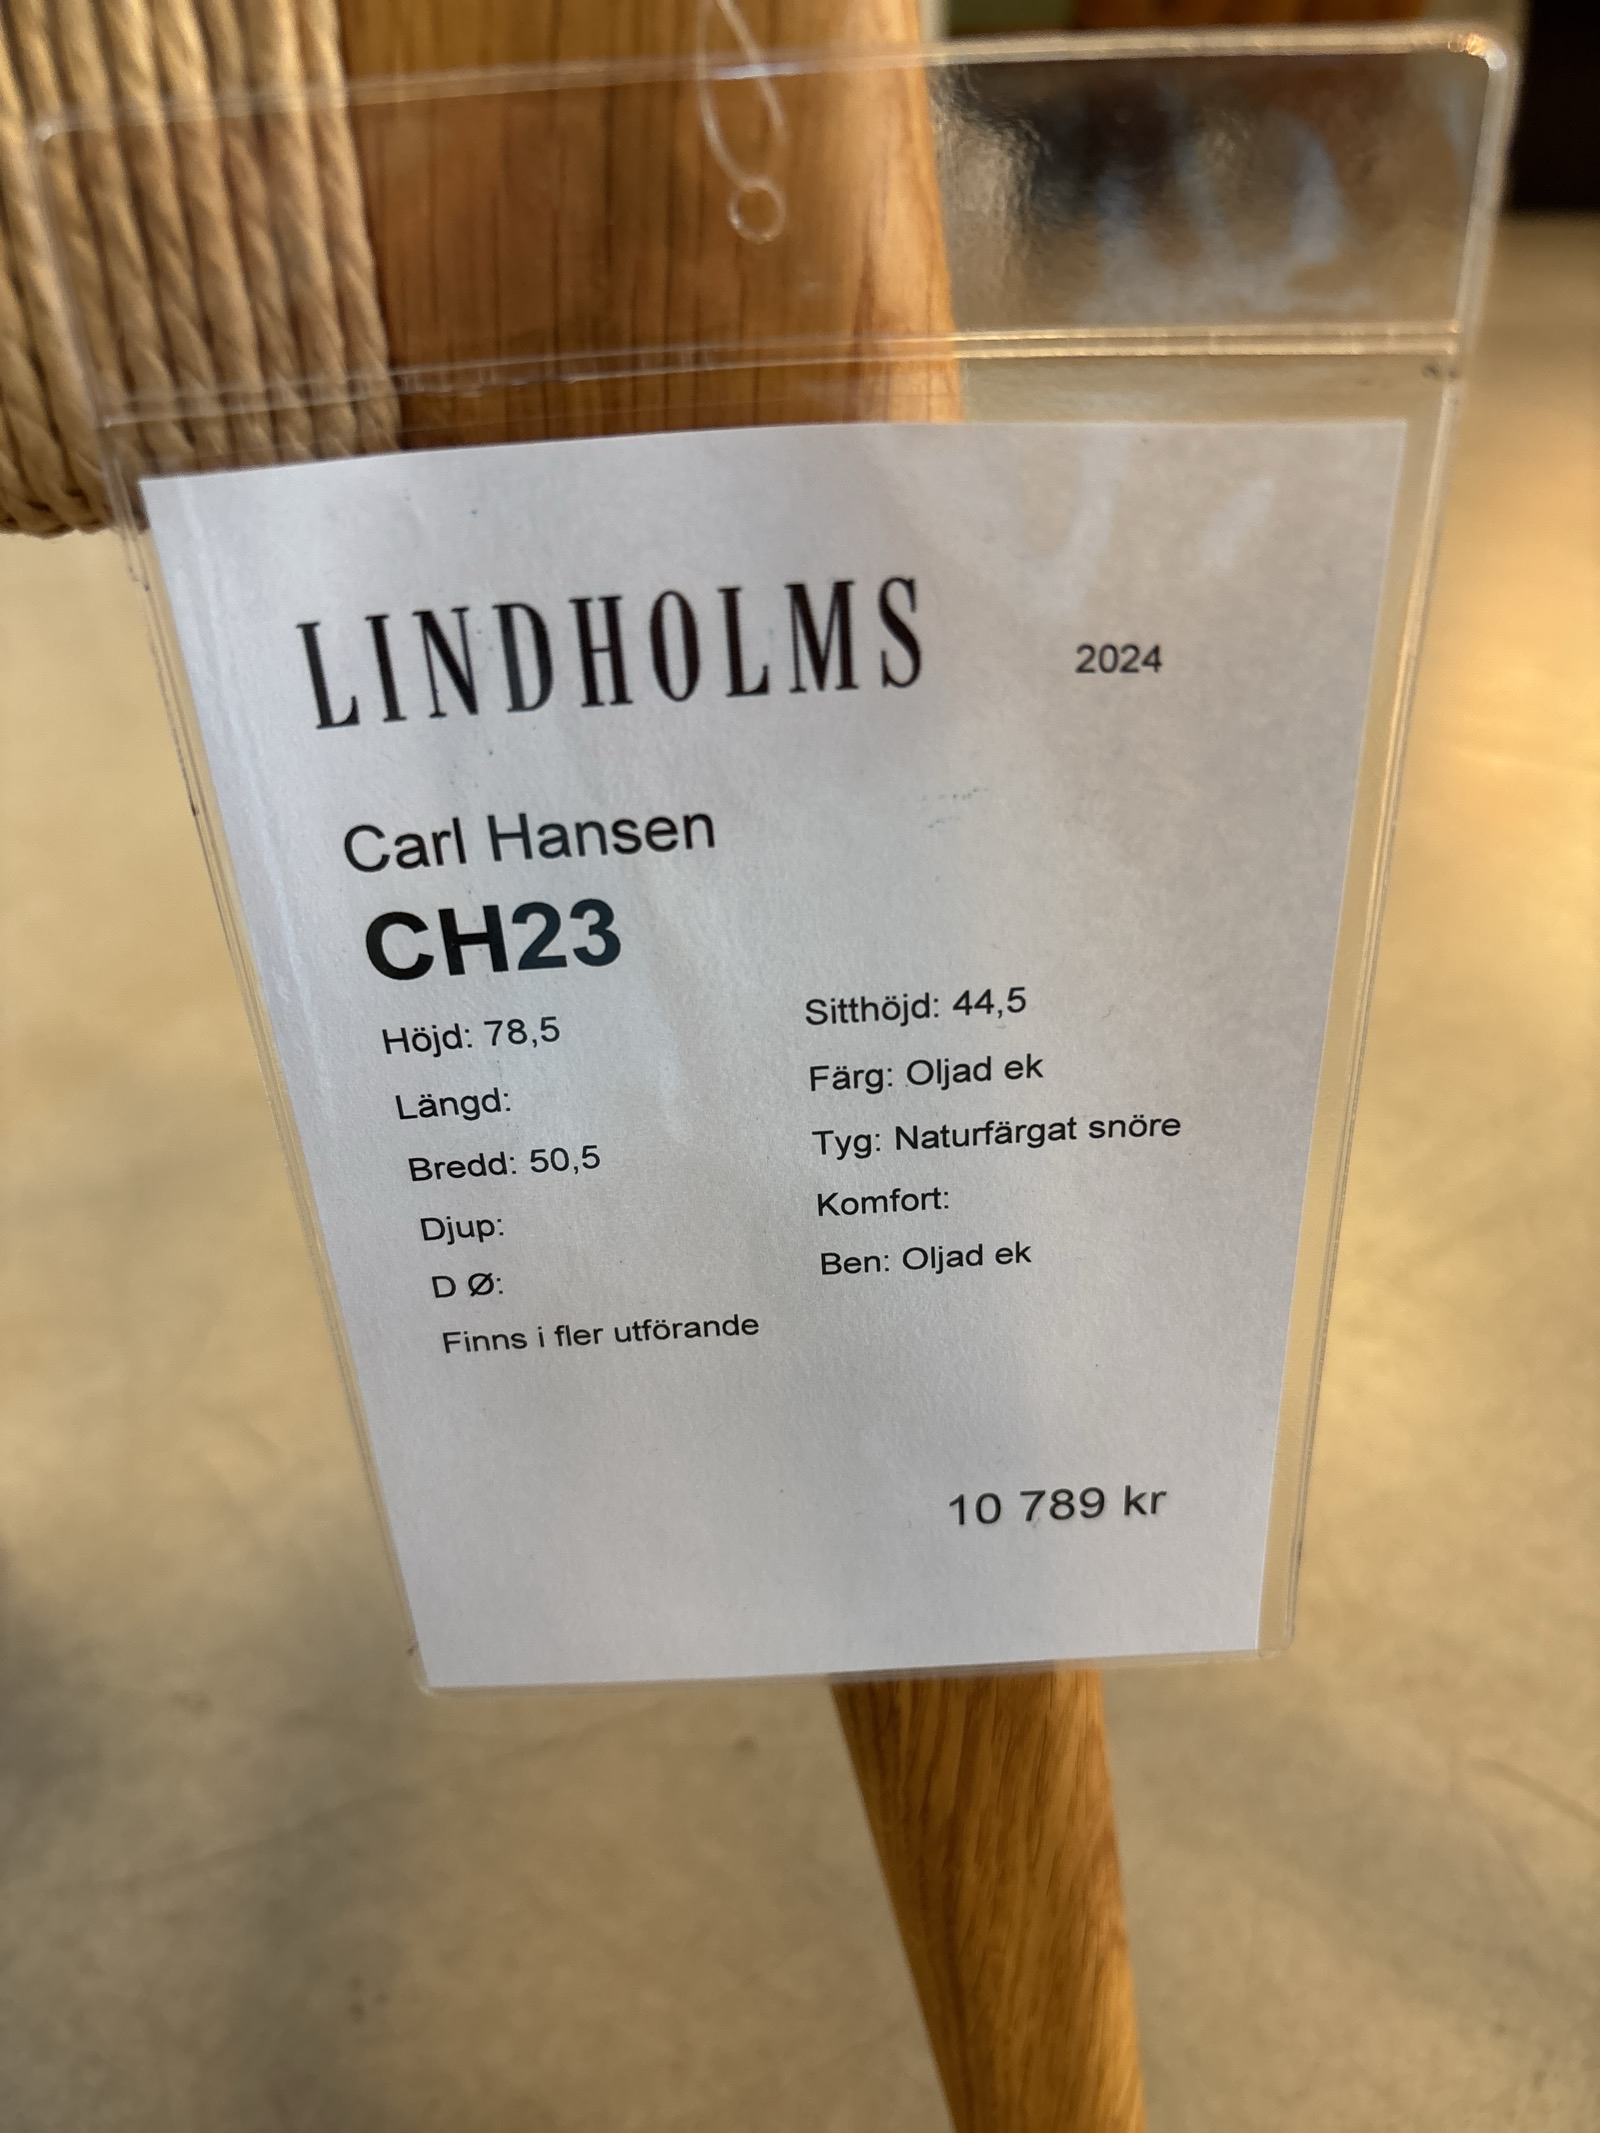 LINDHOLMS 2024
Carl Hansen
CH23
Höjd: 78,5
Längd:
Bredd: 50,5
Djup:
D Ø:
Finns i fler utförande
Sitthöjd: 44,5
Färg: Oljad ek
Tyg: Naturfärgat snöre
Komfort:
Ben: Oljad ek
10 789 kr